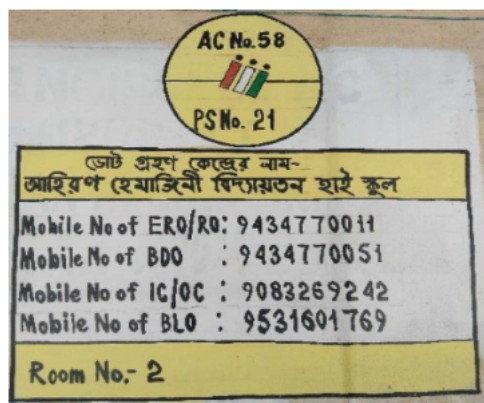 AC No.58
PS No. 21
ভোট গ্রহণ কেন্দ্রের নাম-
আহিরণ হেমাঙ্গিনী বিদ্যায়তন হাই স্কুল
Mobile No of ERO/RO: 9434770011
Mobile No of BDO : 9434770051
Mobile No of IC/OC : 9083269242
Mobile No of BLO : 9531601769
Room No.- 2